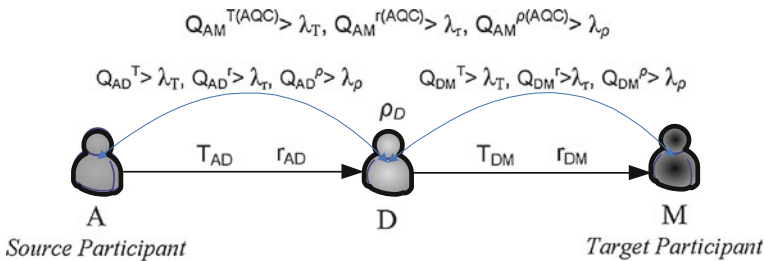 Q_AM^T(AQC) > λ_T, Q_AM^r(AQC) > λ_r, Q_AM^ρ(AQC) > λ_ρ
Q_AD^T > λ_T, Q_AD^r > λ_r, Q_AD^ρ > λ_ρ Q_DM^T > λ_T, Q_DM^r > λ_r, Q_DM^ρ > λ_ρ
ρ_D
T_AD r_AD T_DM r_DM
A D M
Source Participant Target Participant